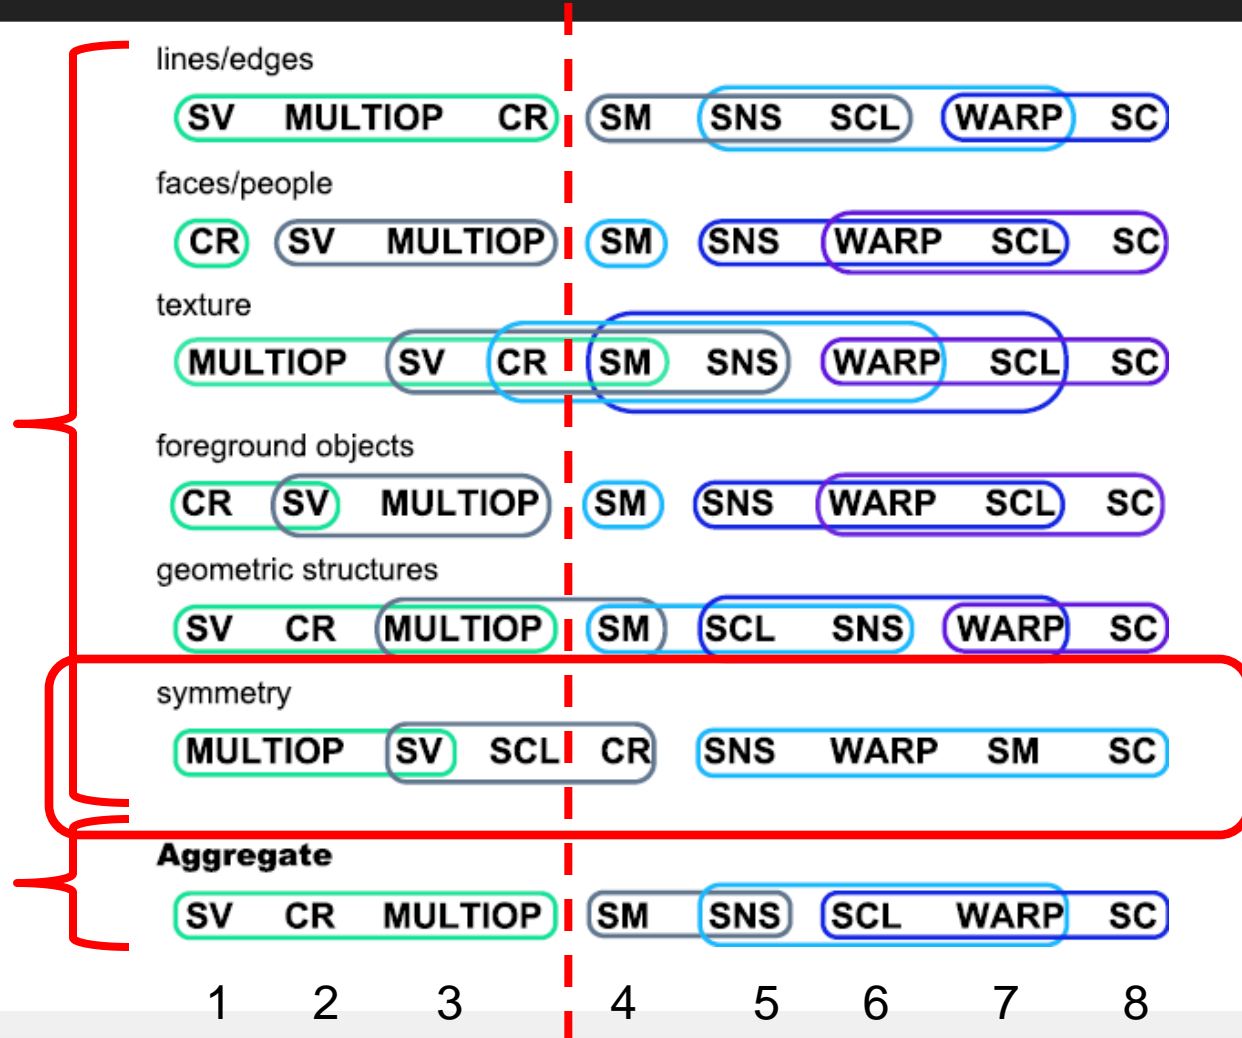 lines/edges
SV MULTIOP CR SM SNS SCL WARP SC
faces/people
CR SV MULTIOP SM SNS WARP SCL SC
texture
MULTIOP SV CR SM SNS WARP SCL SC
foreground objects
CR SV MULTIOP SM SNS WARP SCL SC
geometric structures
SV CR MULTIOP SM SCL SNS WARP SC
symmetry
MULTIOP SV SCL CR SNS WARP SM SC
Aggregate
SV CR MULTIOP SM SNS SCL WARP SC
1 2 3 4 5 6 7 8